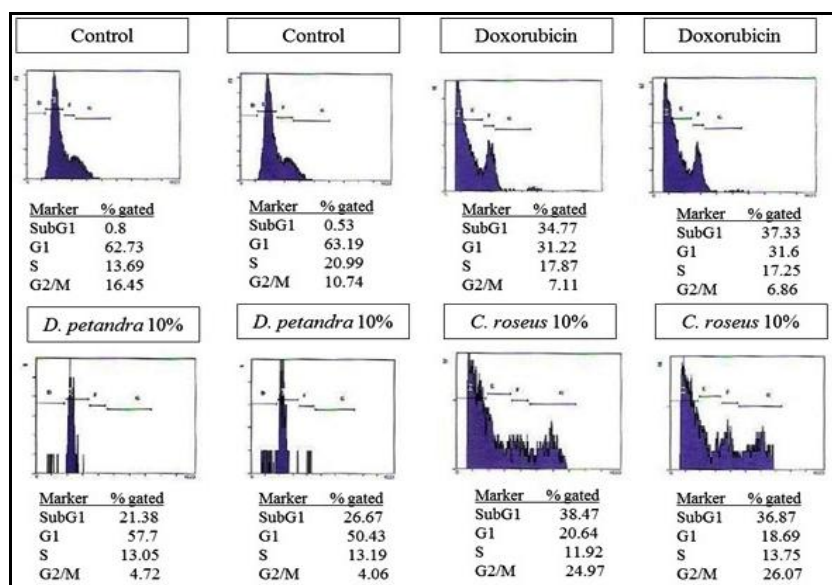 Control
Control
Doxorubicin
Doxorubicin
Marker % gated
SubG1 0.8
G1 62.73
S 13.69
G2/M 16.45
Marker % gated
SubG1 0.53
G1 63.19
S 20.99
G2/M 10.74
Marker % gated
SubG1 34.77
G1 31.22
S 17.87
G2/M 7.11
Marker % gated
SubG1 37.33
G1 31.6
S 17.25
G2/M 6.86
D. petandra 10%
D. petandra 10%
C. roseus 10%
C. roseus 10%
Marker % gated
SubG1 21.38
G1 57.7
S 13.05
G2/M 4.72
Marker % gated
SubG1 26.67
G1 50.43
S 13.19
G2/M 4.06
Marker % gated
SubG1 38.47
G1 20.64
S 11.92
G2/M 24.97
Marker % gated
SubG1 36.87
G1 18.69
S 13.75
G2/M 26.07